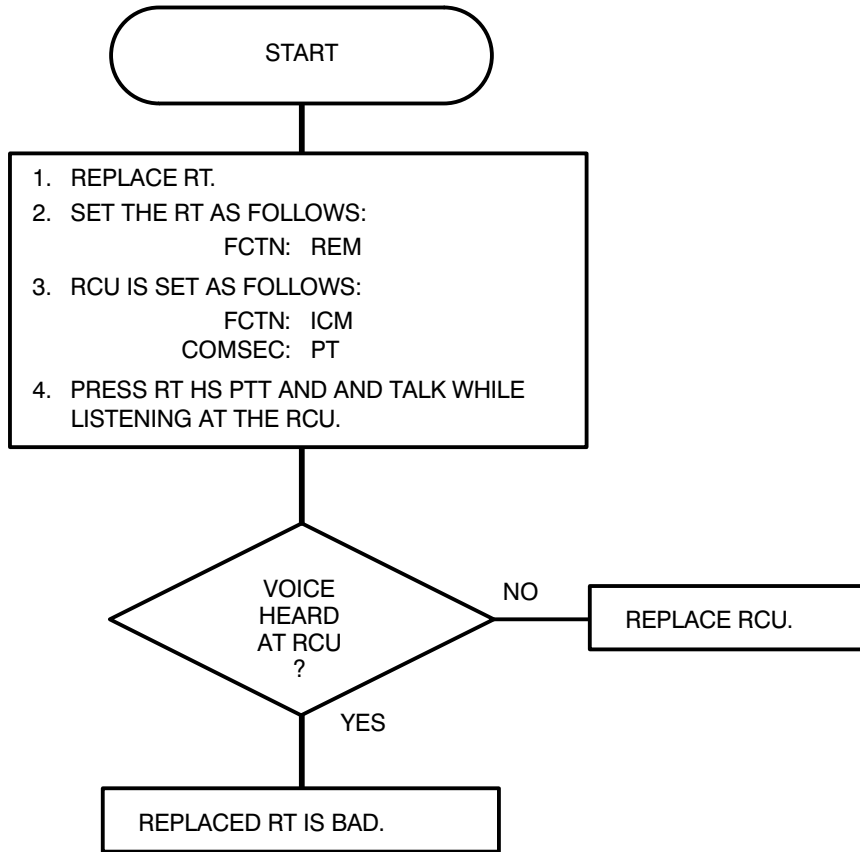 START
1. REPLACE RT.
2. SET THE RT AS FOLLOWS:
FCTN: REM
3. RCU IS SET AS FOLLOWS:
FCTN: ICM
COMSEC: PT
4. PRESS RT HS PTT AND AND TALK WHILE
LISTENING AT THE RCU.
VOICE
HEARD
AT RCU
?
NO
REPLACE RCU.
YES
REPLACED RT IS BAD.